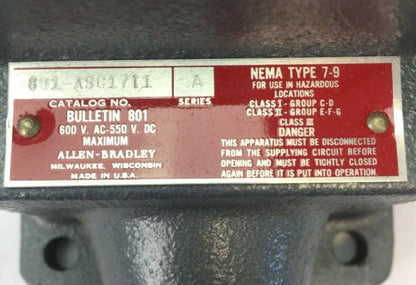 801 ASC1711 A
CATALOG NO. SERIES
BULLETIN 801
600 V. AC-550 V. DC
MAXIMUM
ALLEN-BRADLEY
MILWAUKEE, WISCONSIN
MADE IN U.S.A.
NEMA TYPE 7-9
FOR USE IN HAZARDOUS
LOCATIONS
CLASS I - GROUP C-D
CLASS II - GROUP E-F-G
CLASS III
DANGER
THIS APPARATUS MUST BE DISCONNECTED
FROM THE SUPPLYING CIRCUIT BEFORE
OPENING AND MUST BE TIGHTLY CLOSED
AGAIN BEFORE IT IS PUT INTO OPERATION.